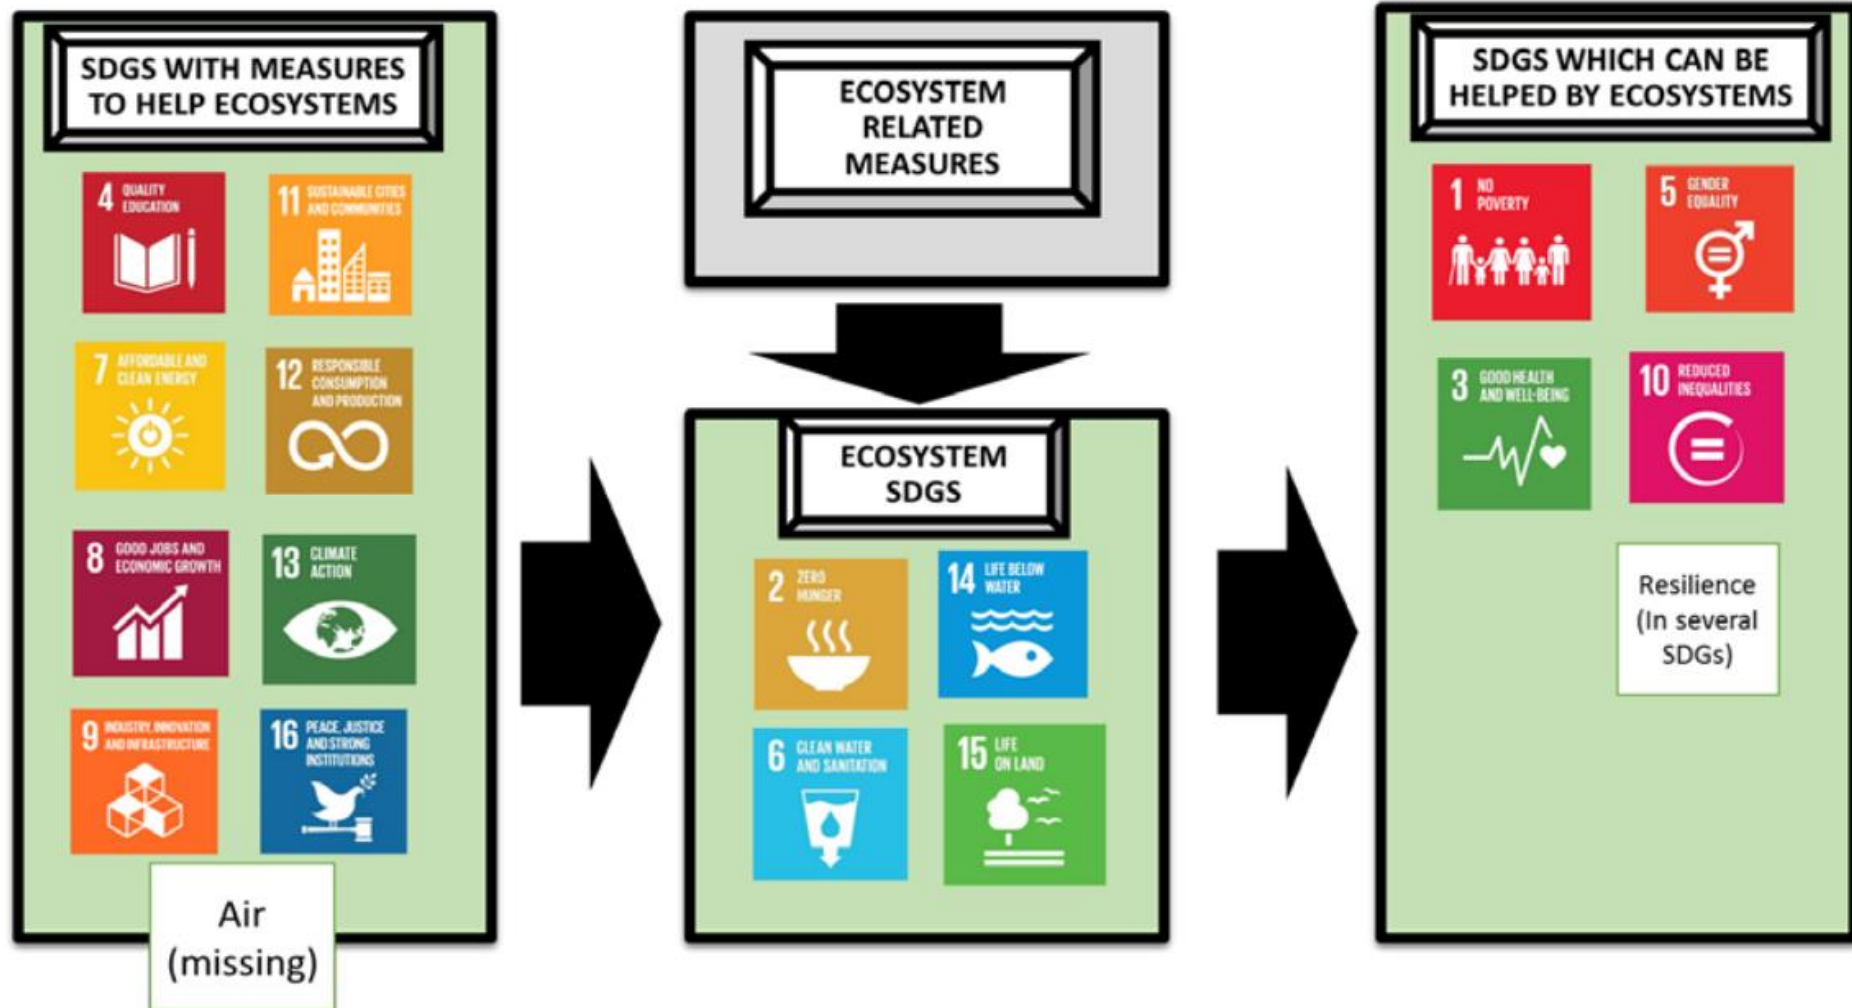 SDGS WITH MEASURES
TO HELP ECOSYSTEMS
4 QUALITY
EDUCATION
11 SUSTAINABLE CITIES
AND COMMUNITIES
7 AFFORDABLE AND
CLEAN ENERGY
12 RESPONSIBLE
CONSUMPTION
AND PRODUCTION
8 GOOD JOBS AND
ECONOMIC GROWTH
13 CLIMATE
ACTION
9 INDUSTRY, INNOVATION
AND INFRASTRUCTURE
16 PEACE, JUSTICE
AND STRONG
INSTITUTIONS
Air
(missing)
ECOSYSTEM
RELATED
MEASURES
ECOSYSTEM
SDGS
2 ZERO
HUNGER
14 LIFE BELOW
WATER
6 CLEAN WATER
AND SANITATION
15 LIFE
ON LAND
SDGS WHICH CAN BE
HELPED BY ECOSYSTEMS
1 NO
POVERTY
5 GENDER
EQUALITY
3 GOOD HEALTH
AND WELL-BEING
10 REDUCED
INEQUALITIES
Resilience
(In several
SDGs)